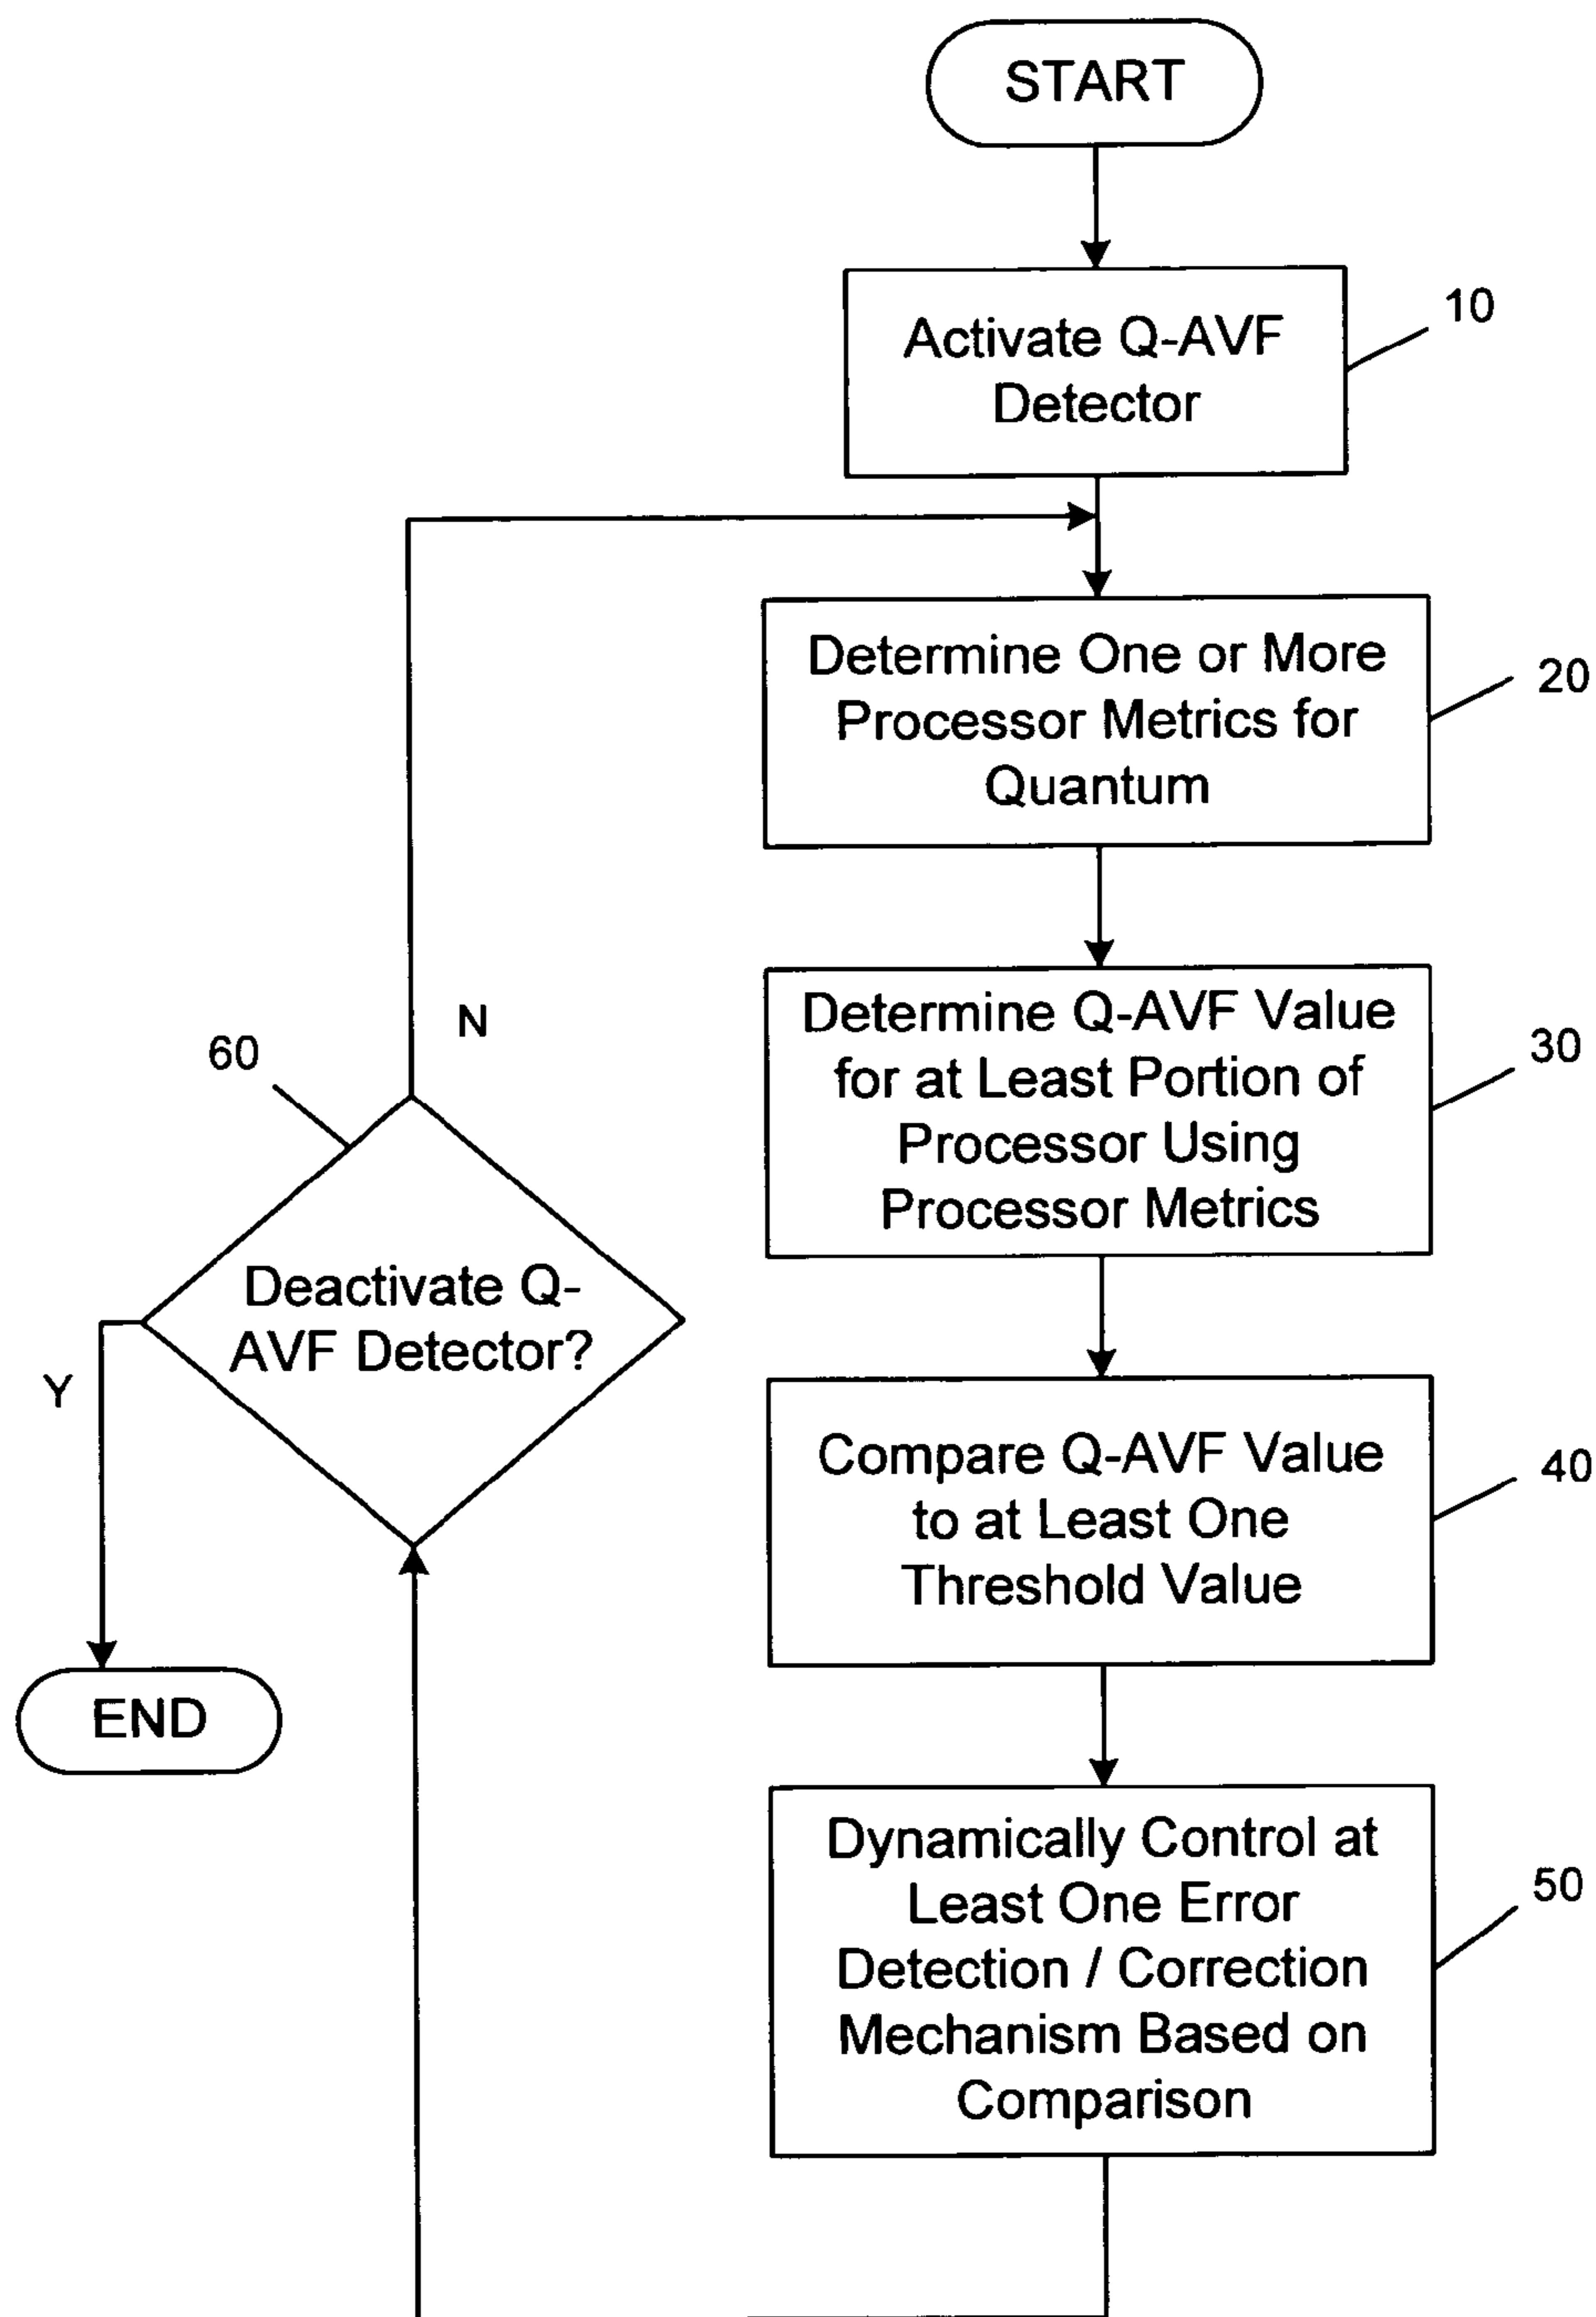 START
Activate Q-AVF
Detector
10
Determine One or More
Processor Metrics for
Quantum
20
Determine Q-AVF Value
for at Least Portion of
Processor Using
Processor Metrics
30
Compare Q-AVF Value
to at Least One
Threshold Value
40
Dynamically Control at
Least One Error
Detection / Correction
Mechanism Based on
Comparison
50
60
Deactivate Q-
AVF Detector?
N
Y
END